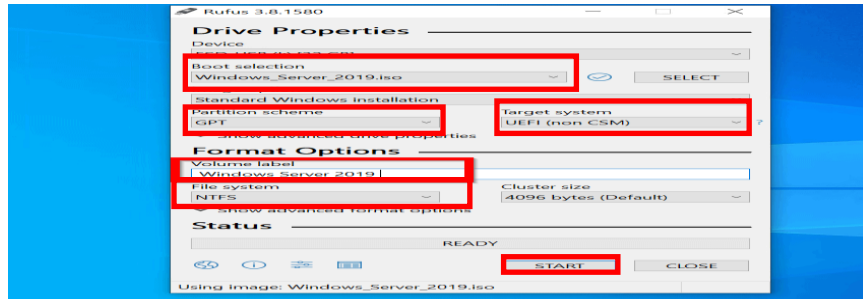 Rufus 3.8.1580
Drive Properties
Device
Boot selection
Windows_Server_2019.iso SELECT
Standard Windows installation
Partition scheme Target system
GPT UEFI (non CSM) ?
Show advanced drive properties
Format Options
Volume label
Windows Server 2019
File system Cluster size
NTFS 4096 bytes (Default)
Show advanced format options
Status
READY
START CLOSE
Using image: Windows_Server_2019.iso